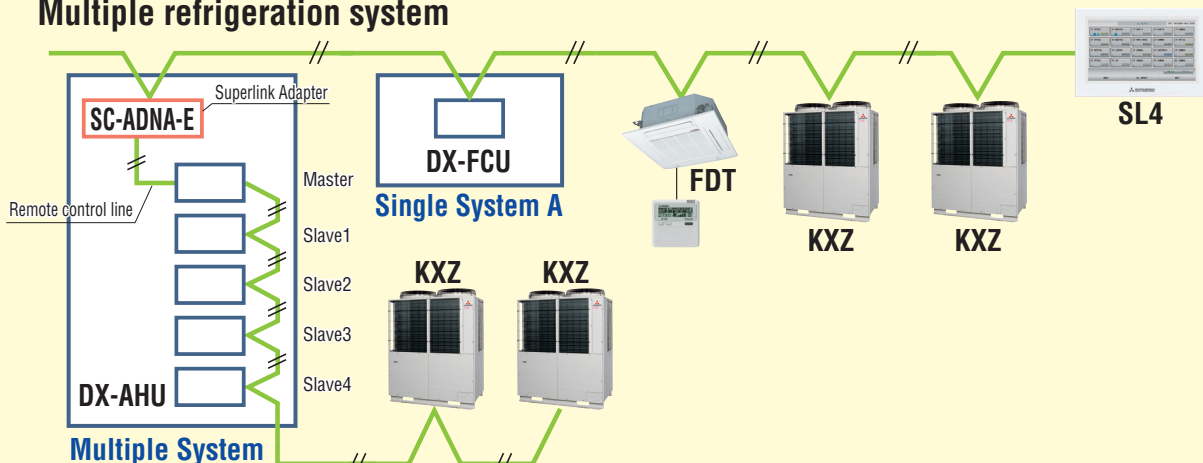 Multiple refrigeration system
SC-ADNA-E
Superlink Adapter
Remote control line
Master
Slave1
Slave2
Slave3
Slave4
DX-AHU
Multiple System
DX-FCU
Single System A
FDT
KXZ
KXZ
KXZ
KXZ
SL4